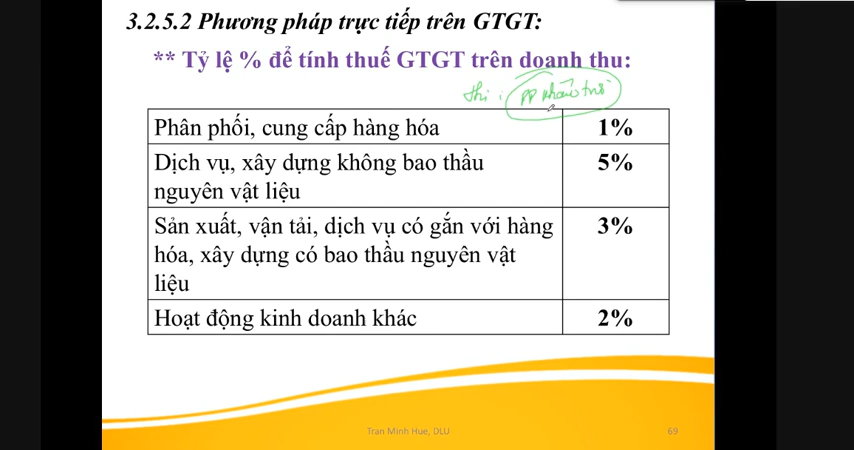 3.2.5.2 Phương pháp trực tiếp trên GTGT:
** Tỷ lệ % để tính thuế GTGT trên doanh thu:
thi : PP khấu trừ
Phân phối, cung cấp hàng hóa 1%
Dịch vụ, xây dựng không bao thầu 5%
nguyên vật liệu
Sản xuất, vận tải, dịch vụ có gắn với hàng 3%
hóa, xây dựng có bao thầu nguyên vật
liệu
Hoạt động kinh doanh khác 2%
Tran Minh Hue, DLU 69